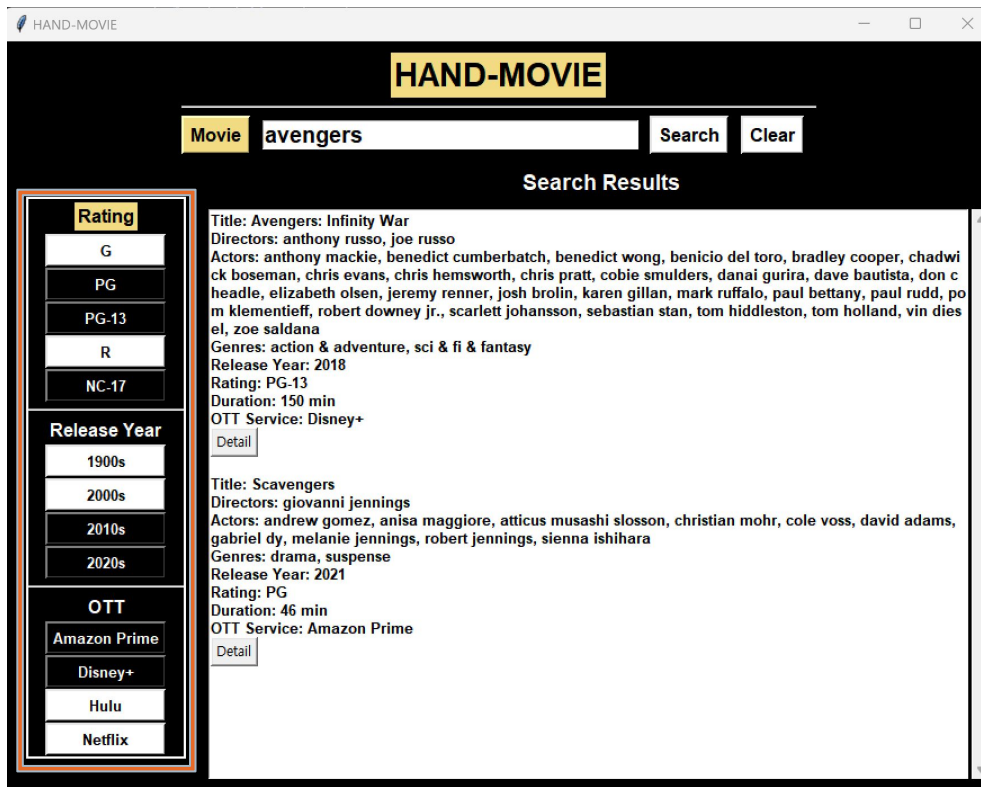 HAND-MOVIE
HAND-MOVIE
Movie
avengers
Search
Clear
Search Results
Rating
G
PG
PG-13
R
NC-17
Release Year
1900s
2000s
2010s
2020s
OTT
Amazon Prime
Disney+
Hulu
Netflix
Title: Avengers: Infinity War
Directors: anthony russo, joe russo
Actors: anthony mackie, benedict cumberbatch, benedict wong, benicio del toro, bradley cooper, chadwi
ck boseman, chris evans, chris hemsworth, chris pratt, cobie smulders, danai gurira, dave bautista, don c
headle, elizabeth olsen, jeremy renner, josh brolin, karen gillan, mark ruffalo, paul bettany, paul rudd, po
m klementieff, robert downey jr., scarlett johansson, sebastian stan, tom hiddleston, tom holland, vin dies
el, zoe saldana
Genres: action & adventure, sci & fi & fantasy
Release Year: 2018
Rating: PG-13
Duration: 150 min
OTT Service: Disney+
Detail
Title: Scavengers
Directors: giovanni jennings
Actors: andrew gomez, anisa maggiore, atticus musashi slosson, christian mohr, cole voss, david adams,
gabriel dy, melanie jennings, robert jennings, sienna ishihara
Genres: drama, suspense
Release Year: 2021
Rating: PG
Duration: 46 min
OTT Service: Amazon Prime
Detail